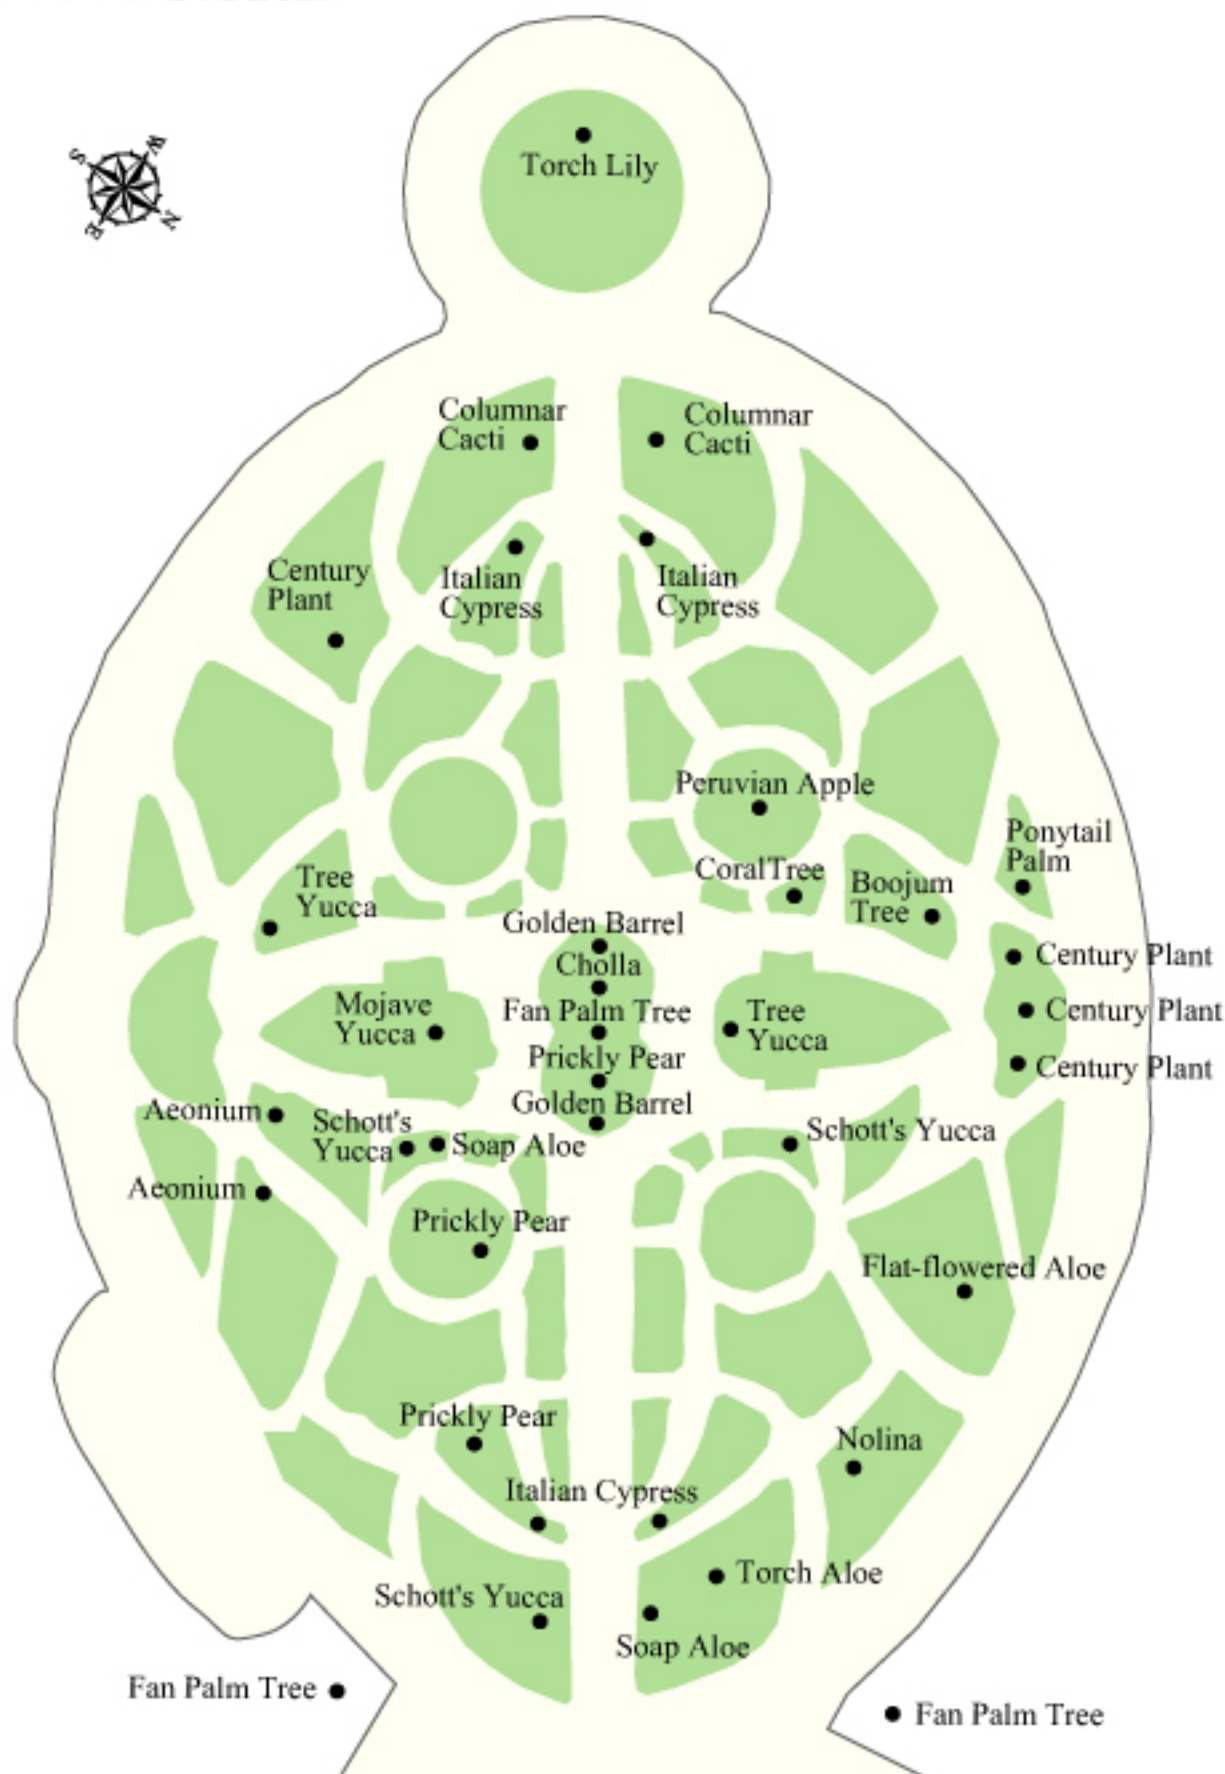 W
S
N
E
Torch Lily
Columnar
Cacti
Columnar
Cacti
Century
Plant
Italian
Cypress
Italian
Cypress
Peruvian Apple
Ponytail
Palm
Tree
Yucca
CoralTree
Boojum
Tree
Golden Barrel
Cholla
Century Plant
Mojave
Yucca
Fan Palm Tree
Tree
Yucca
Century Plant
Prickly Pear
Century Plant
Golden Barrel
Aeonium
Schott's
Yucca
Soap Aloe
Schott's Yucca
Aeonium
Prickly Pear
Flat-flowered Aloe
Prickly Pear
Nolina
Italian Cypress
Torch Aloe
Schott's Yucca
Soap Aloe
Fan Palm Tree
Fan Palm Tree